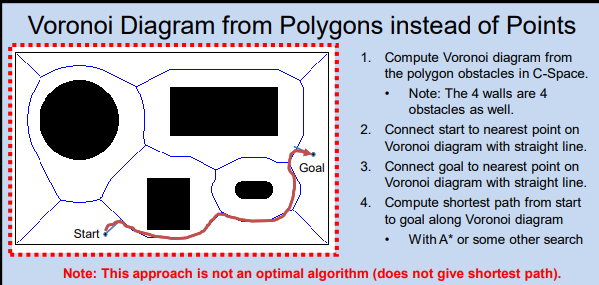 Voronoi Diagram from Polygons instead of Points
1. Compute Voronoi diagram from
the polygon obstacles in C-Space.
• Note: The 4 walls are 4
obstacles as well.
2. Connect start to nearest point on
Voronoi diagram with straight line.
3. Connect goal to nearest point on
Voronoi diagram with straight line.
4. Compute shortest path from start
to goal along Voronoi diagram
• With A* or some other search
Goal
Start
Note: This approach is not an optimal algorithm (does not give shortest path).